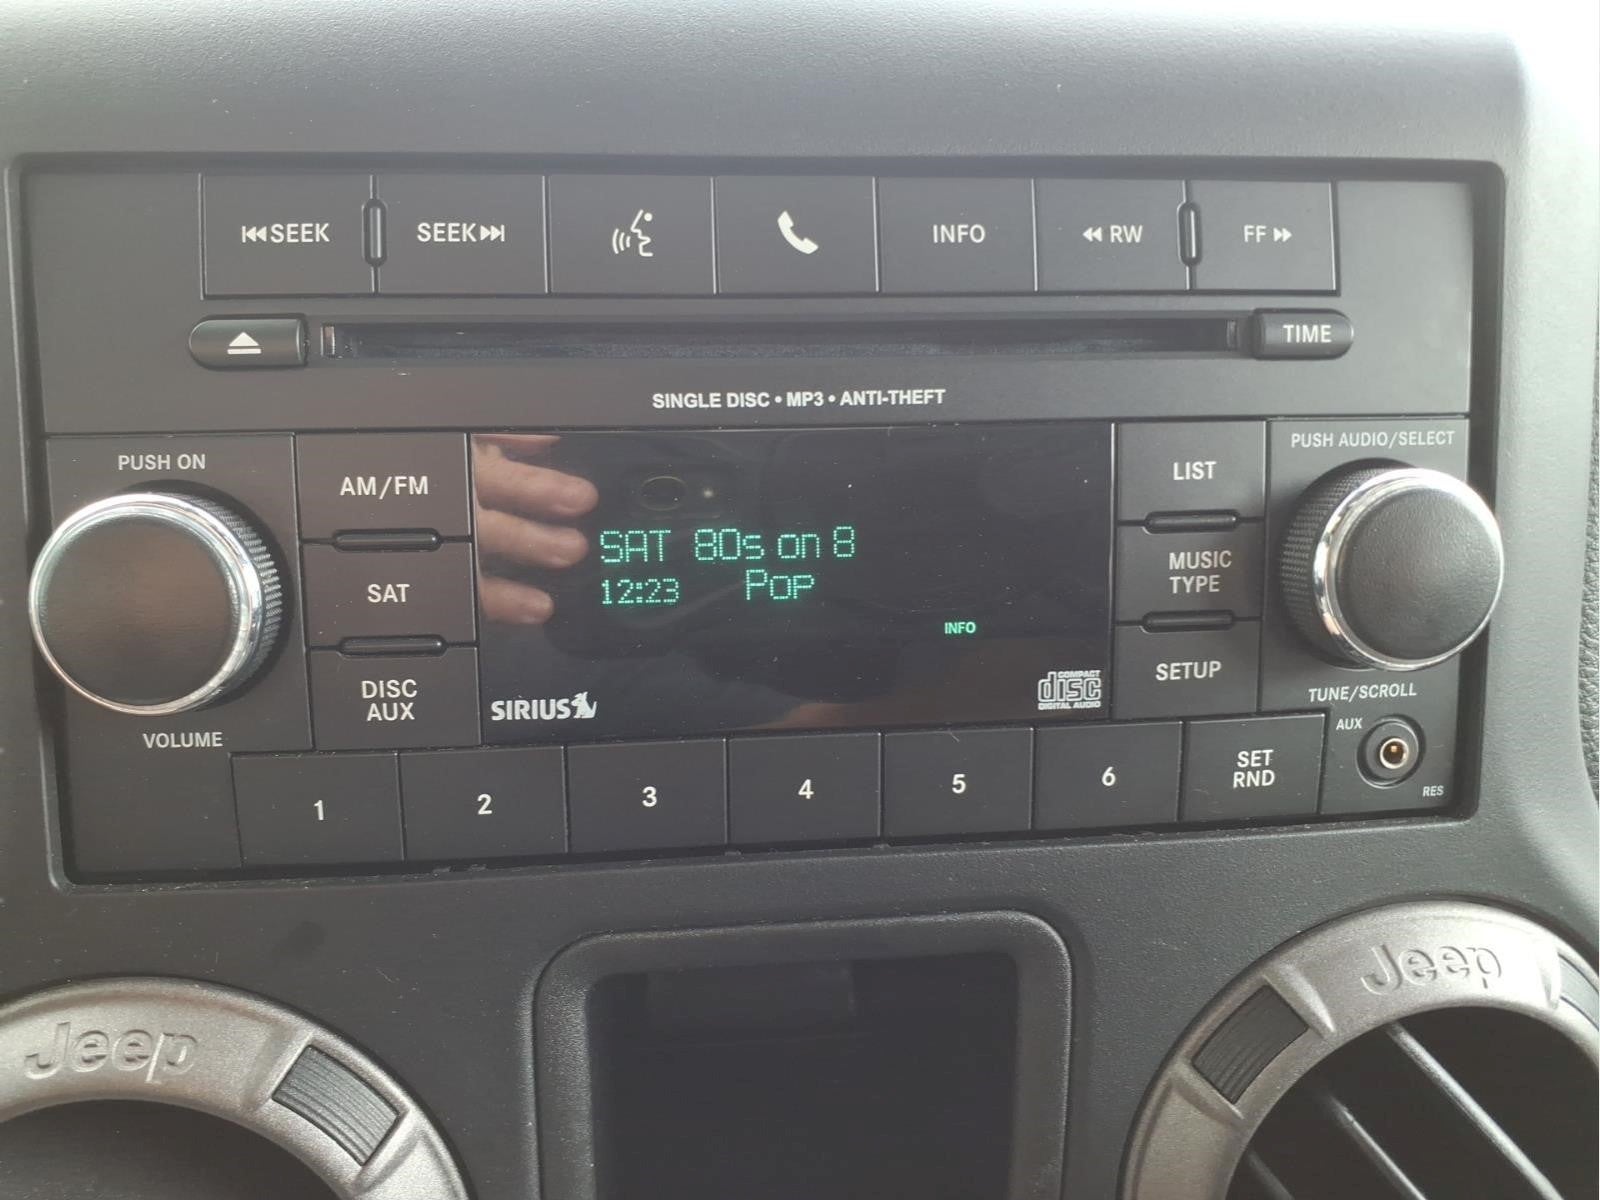 SEEK
SEEK
INFO
RW
FF
TIME
SINGLE DISC • MP3 • ANTI-THEFT
PUSH ON
AM/FM
SAT
DISC
AUX
VOLUME
SAT 80s on 8
12:23 Pop
INFO
SIRIUS
COMPACT
disc
DIGITAL AUDIO
LIST
MUSIC
TYPE
SETUP
PUSH AUDIO/SELECT
TUNE/SCROLL
AUX
RES
1 2 3 4 5 6
SET
RND
Jeep
Jeep